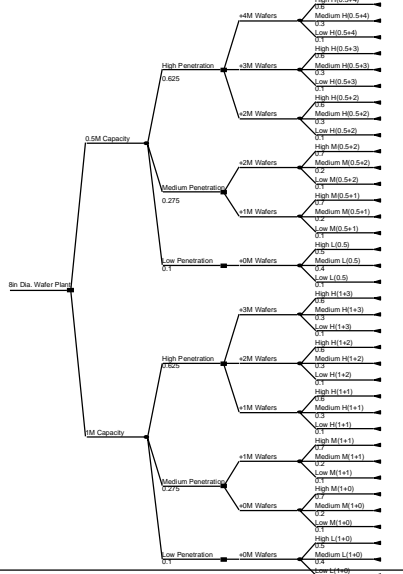 High H(0.5+4)
0.6
+4M Wafers
Medium H(0.5+4)
0.3
Low H(0.5+4)
0.1
High H(0.5+3)
0.6
High Penetration
0.625
+3M Wafers
Medium H(0.5+3)
0.3
Low H(0.5+3)
0.1
High H(0.5+2)
0.6
+2M Wafers
Medium H(0.5+2)
0.3
Low H(0.5+2)
0.1
0.5M Capacity
High M(0.5+2)
0.7
+2M Wafers
Medium M(0.5+2)
0.2
Low M(0.5+2)
0.1
Medium Penetration
0.275
High M(0.5+1)
0.7
+1M Wafers
Medium M(0.5+1)
0.2
Low M(0.5+1)
0.1
High L(0.5)
0.5
Low Penetration
0.1
+0M Wafers
Medium L(0.5)
0.4
Low L(0.5)
0.1
8in Dia. Wafer Plant
High H(1+3)
0.6
+3M Wafers
Medium H(1+3)
0.3
Low H(1+3)
0.1
High H(1+2)
0.6
High Penetration
0.625
+2M Wafers
Medium H(1+2)
0.3
Low H(1+2)
0.1
High H(1+1)
0.6
+1M Wafers
Medium H(1+1)
0.3
Low H(1+1)
0.1
1M Capacity
High M(1+1)
0.7
+1M Wafers
Medium M(1+1)
0.2
Low M(1+1)
0.1
Medium Penetration
0.275
High M(1+0)
0.7
+0M Wafers
Medium M(1+0)
0.2
Low M(1+0)
0.1
High L(1+0)
0.5
Low Penetration
0.1
+0M Wafers
Medium L(1+0)
0.4
Low L(1+0)